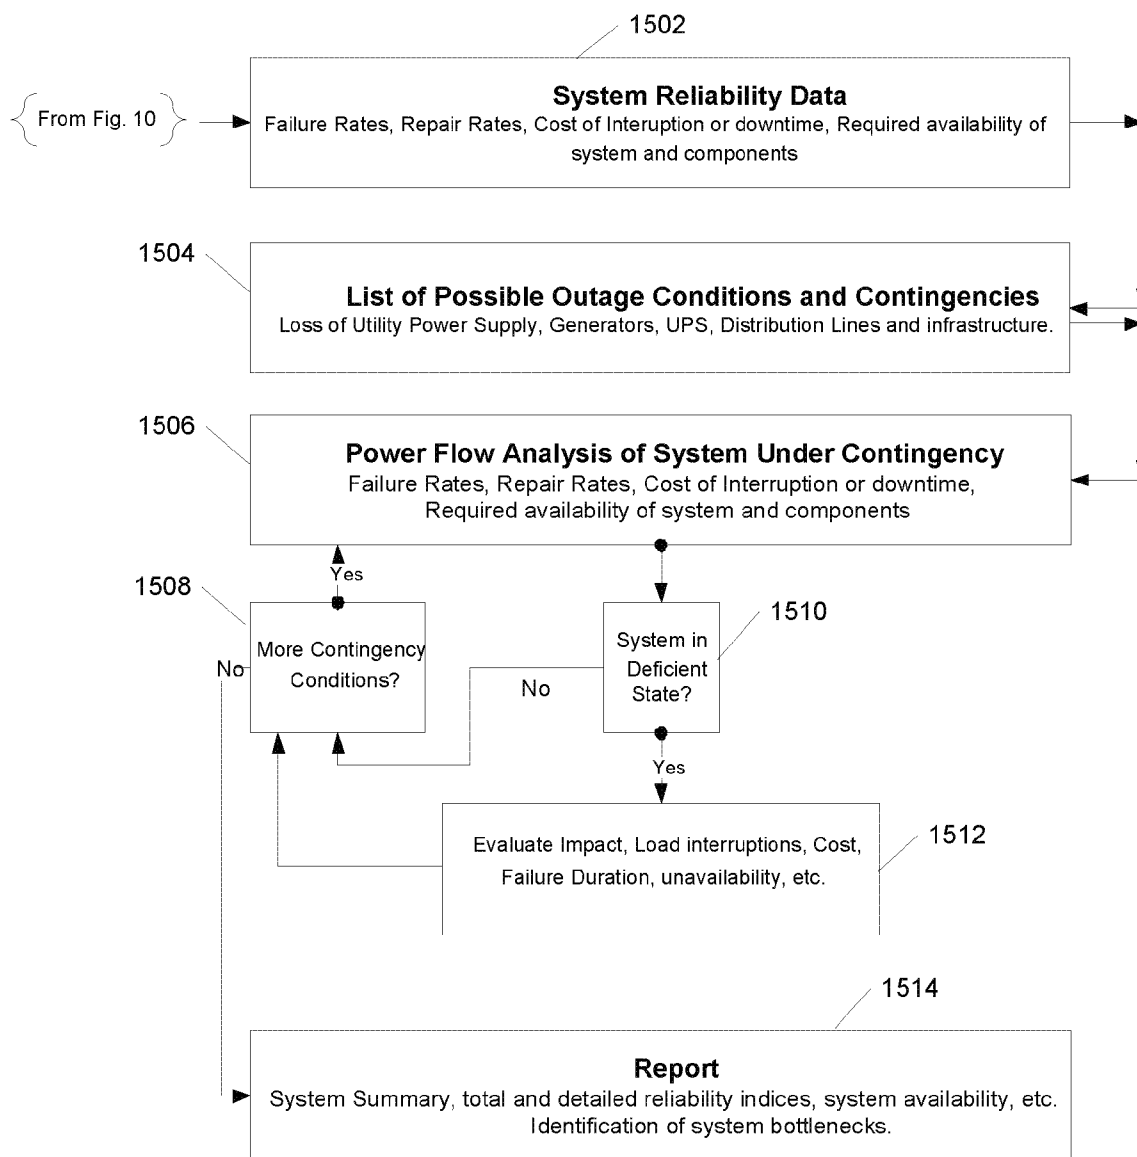 1502
System Reliability Data
From Fig. 10
Failure Rates, Repair Rates, Cost of Interuption or downtime, Required availability of
system and components
1504
List of Possible Outage Conditions and Contingencies
Loss of Utility Power Supply, Generators, UPS, Distribution Lines and infrastructure.
1506
Power Flow Analysis of System Under Contingency
Failure Rates, Repair Rates, Cost of Interruption or downtime,
Required availability of system and components
Yes
1508
1510
More Contingency
Conditions?
No
System in
Deficient
State?
No
Yes
1512
Evaluate Impact, Load interruptions, Cost,
Failure Duration, unavailability, etc.
1514
Report
System Summary, total and detailed reliability indices, system availability, etc.
Identification of system bottlenecks.